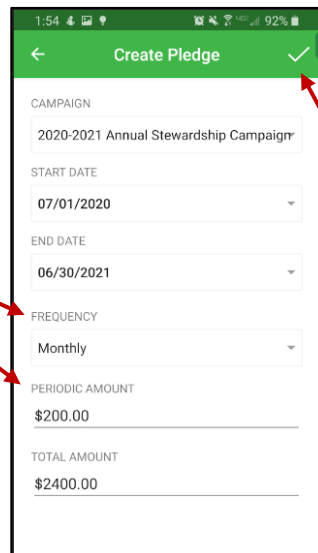 1:54 92%
Create Pledge
CAMPAIGN
2020-2021 Annual Stewardship Campaign
START DATE
07/01/2020
END DATE
06/30/2021
FREQUENCY
Monthly
PERIODIC AMOUNT
$200.00
TOTAL AMOUNT
$2400.00